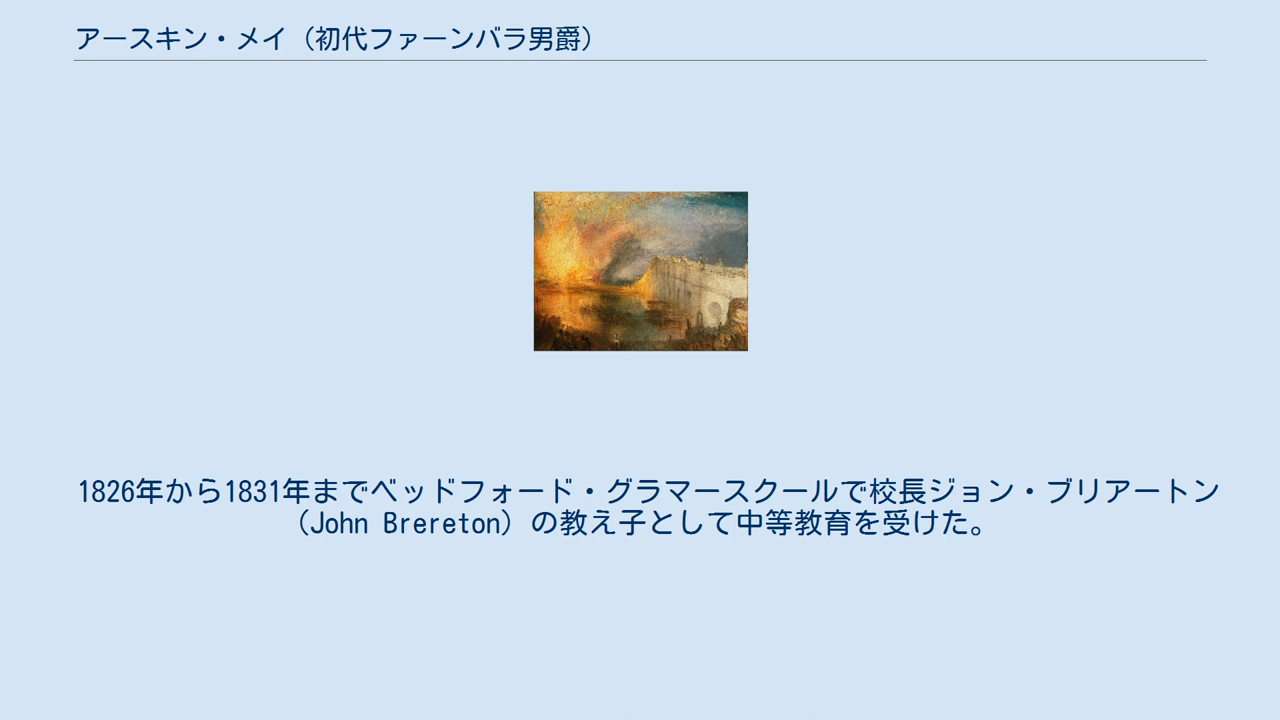 アースキン・メイ（初代ファーンバラ男爵）
1826年から1831年までベッドフォード・グラマースクールで校長ジョン・ブリアートン
（John Brereton）の教え子として中等教育を受けた。